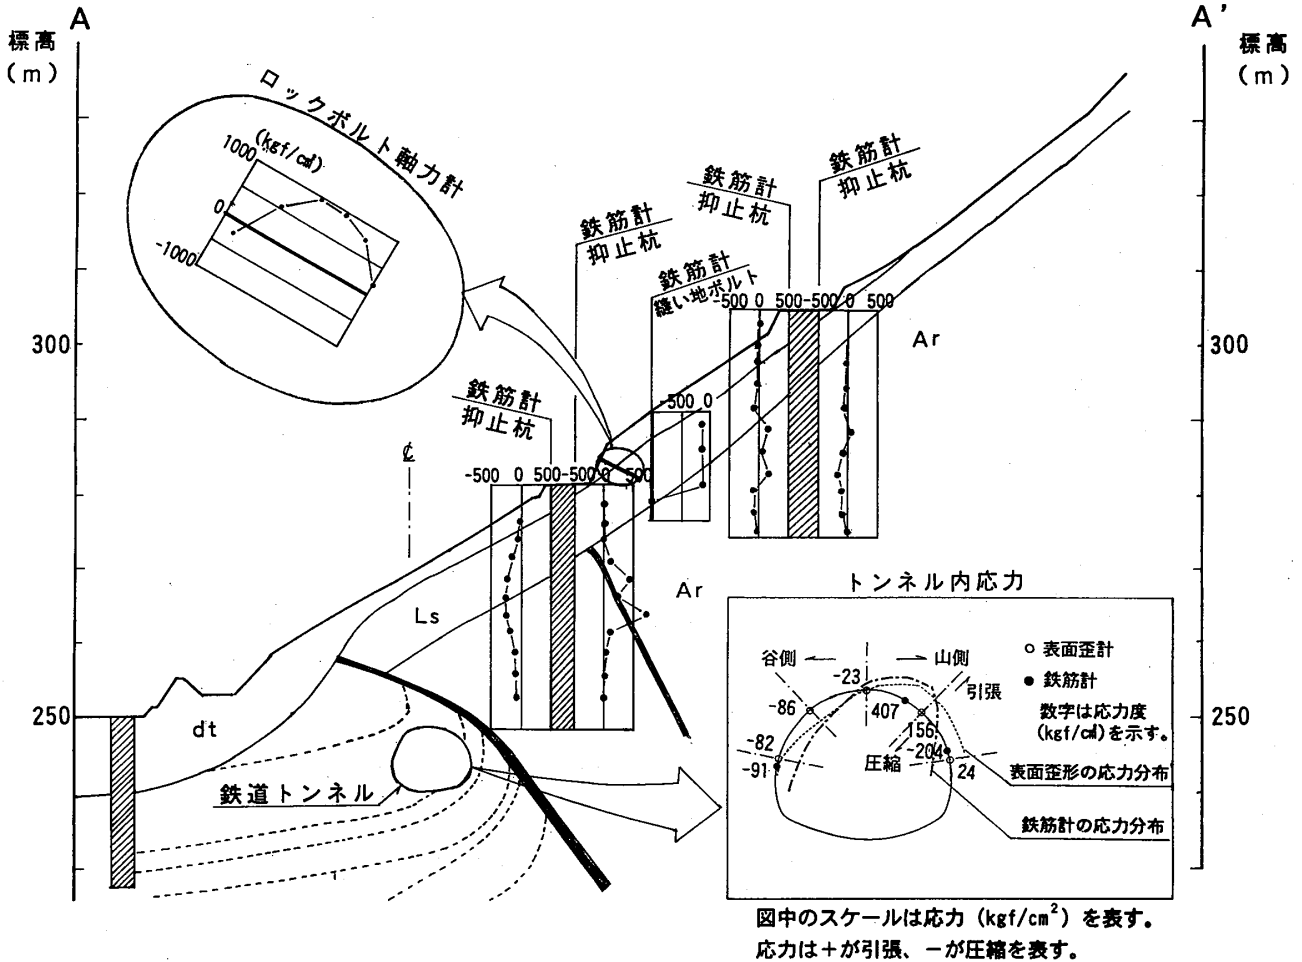 A
A'
標高
(m)
標高
(m)
ロックボルト軸力計
(kgf/c㎡)
1000
0
-1000
鉄筋計
抑止杭
鉄筋計
抑止杭
鉄筋計
抑止杭
鉄筋計
縫い地ボルト
-500 0 500-500 0 500
300
Ar
300
鉄筋計
抑止杭
-500 0
℄
-500 0 500-500 0 500
Ar
Ls
トンネル内応力
谷側
山側
○ 表面歪計
● 鉄筋計
数字は応力度
(kgf/c㎡)を示す。
-23
引張
-86
407
156
-82
-204
-91
圧縮
24
表面歪形の応力分布
鉄筋計の応力分布
250
dt
250
鉄道トンネル
図中のスケールは応力（kgf/cm²）を表す。
応力は＋が引張、－が圧縮を表す。